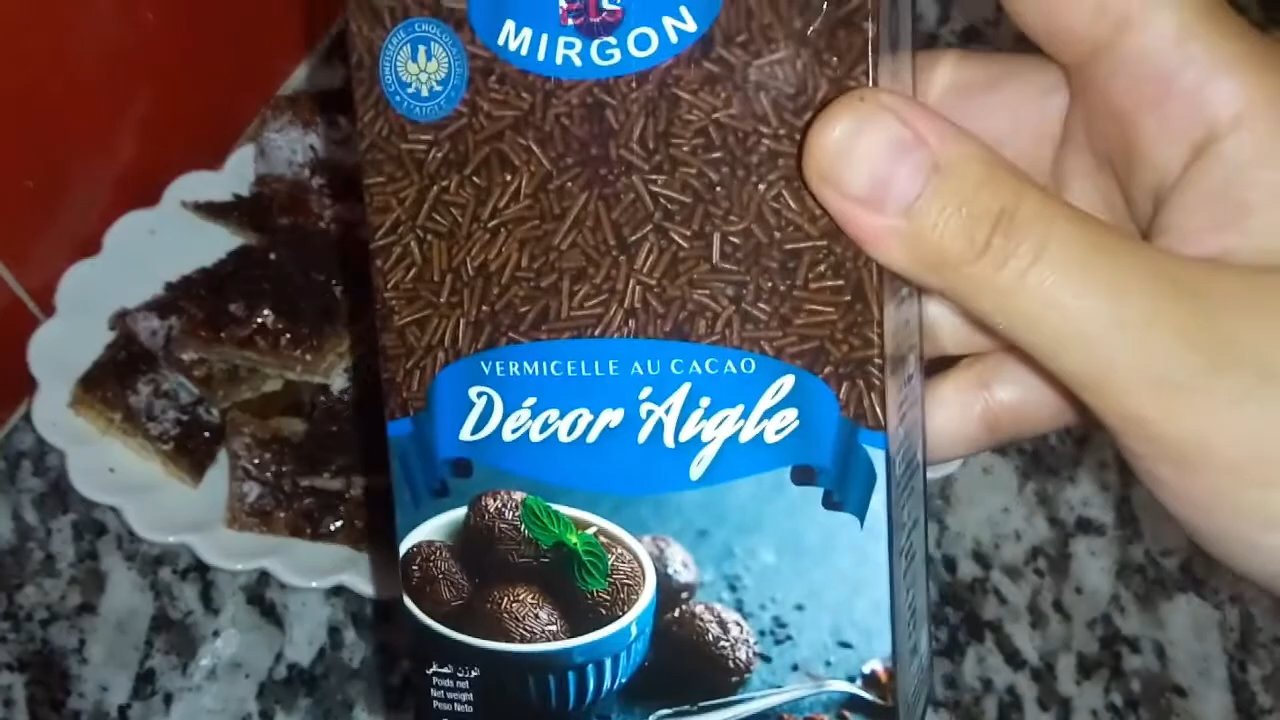 MIRGON
CONFISERIE - CHOCOLATERIE
L'AIGLE
VERMICELLE AU CACAO
Décor'Aigle
الوزن الصافي
Poids net
Net weight
Peso Neto